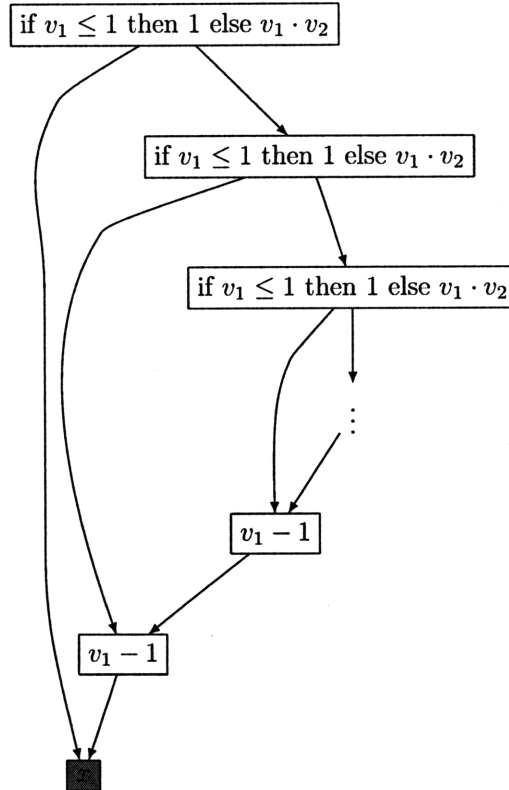 if v₁ ≤ 1 then 1 else v₁ · v₂
if v₁ ≤ 1 then 1 else v₁ · v₂
if v₁ ≤ 1 then 1 else v₁ · v₂
⋮
v₁ − 1
v₁ − 1
x